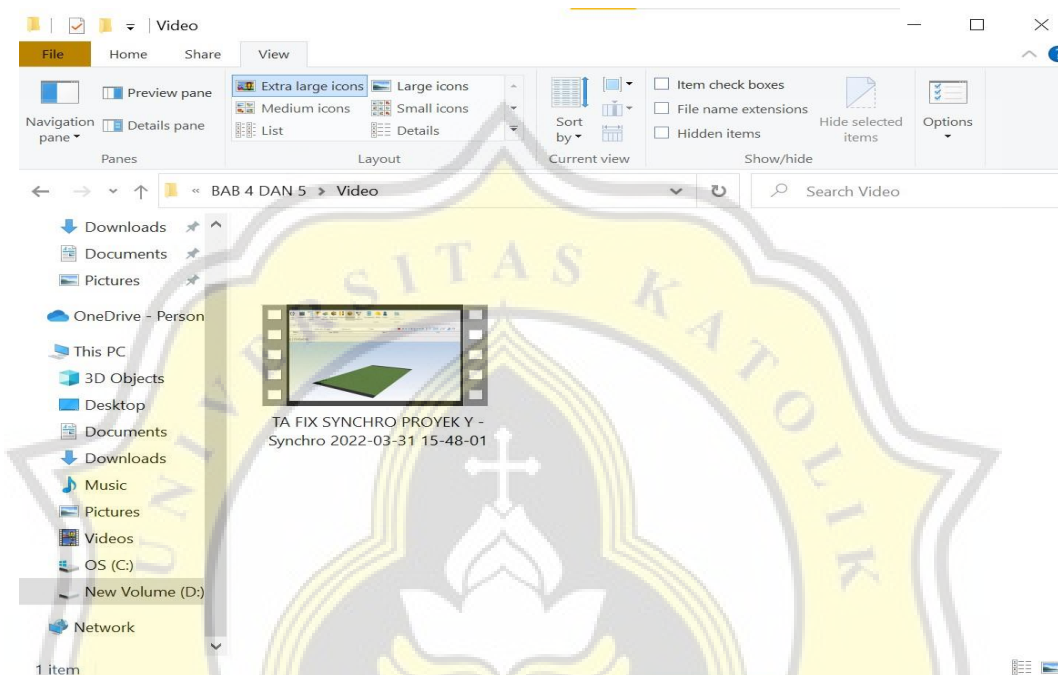 Video
File Home Share View
Navigation pane
Preview pane
Details pane
Panes
Extra large icons
Large icons
Medium icons
Small icons
List
Details
Layout
Sort by
Current view
Item check boxes
File name extensions
Hidden items
Hide selected items
Show/hide
Options
« BAB 4 DAN 5 > Video
Search Video
Downloads
Documents
Pictures
OneDrive - Person
This PC
3D Objects
Desktop
Documents
Downloads
Music
Pictures
Videos
OS (C:)
New Volume (D:)
Network
TA FIX SYNCHRO PROYEK Y -
Synchro 2022-03-31 15-48-01
UNIVERSITAS KATOLIK
1 item